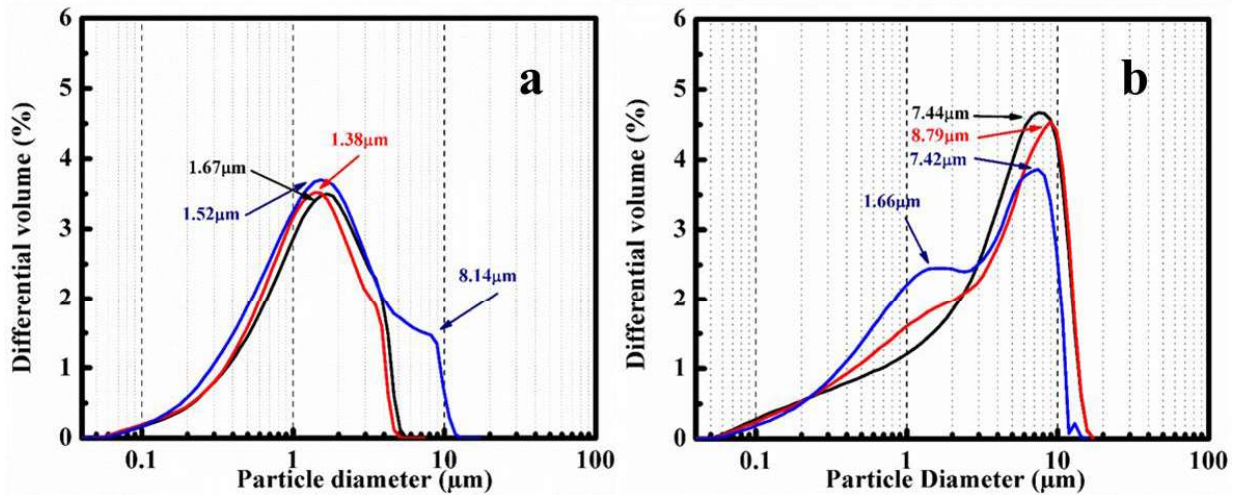 6
5
4
3
2
1
0
Differential volume (%)
a
1.38μm
1.67μm
1.52μm
8.14μm
0.1
1
10
100
Particle diameter (μm)
6
5
4
3
2
1
0
Differential volume (%)
b
7.44μm
8.79μm
7.42μm
1.66μm
0.1
1
10
100
Particle Diameter (μm)